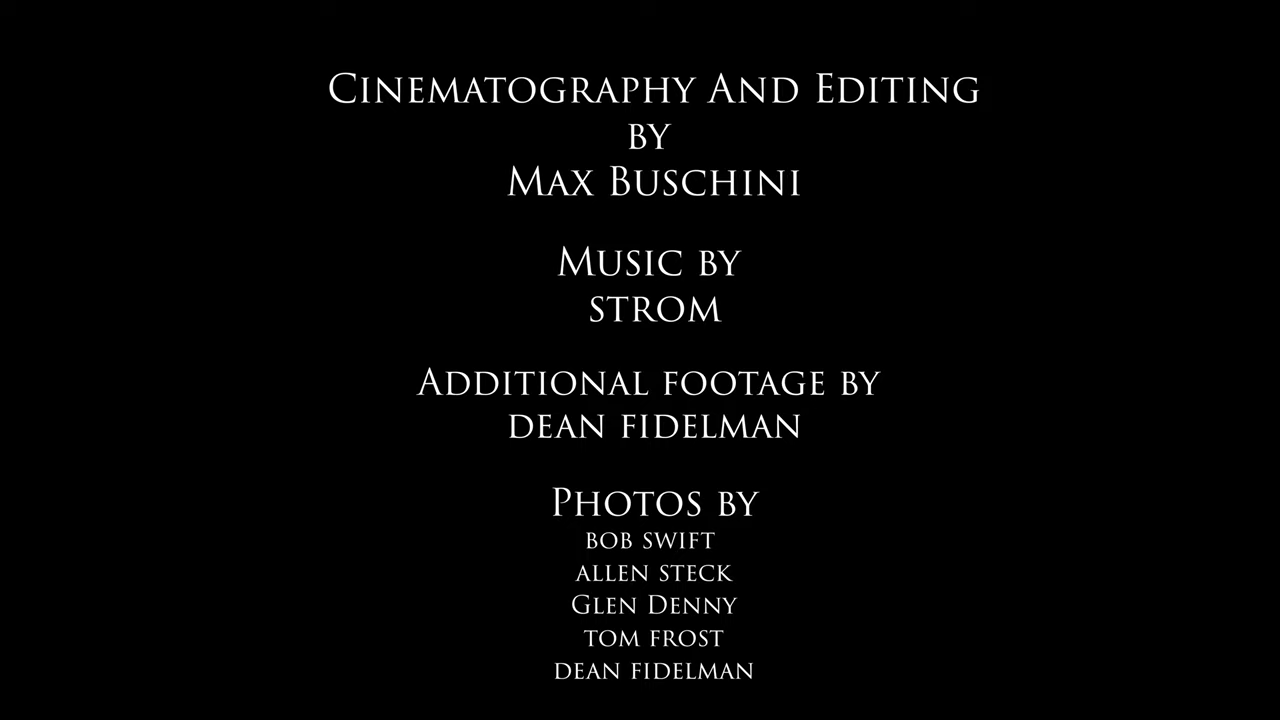 Cinematography And Editing
by
Max Buschini
Music by
strom
Additional footage by
dean fidelman
Photos by
bob swift
allen steck
Glen Denny
tom frost
dean fidelman